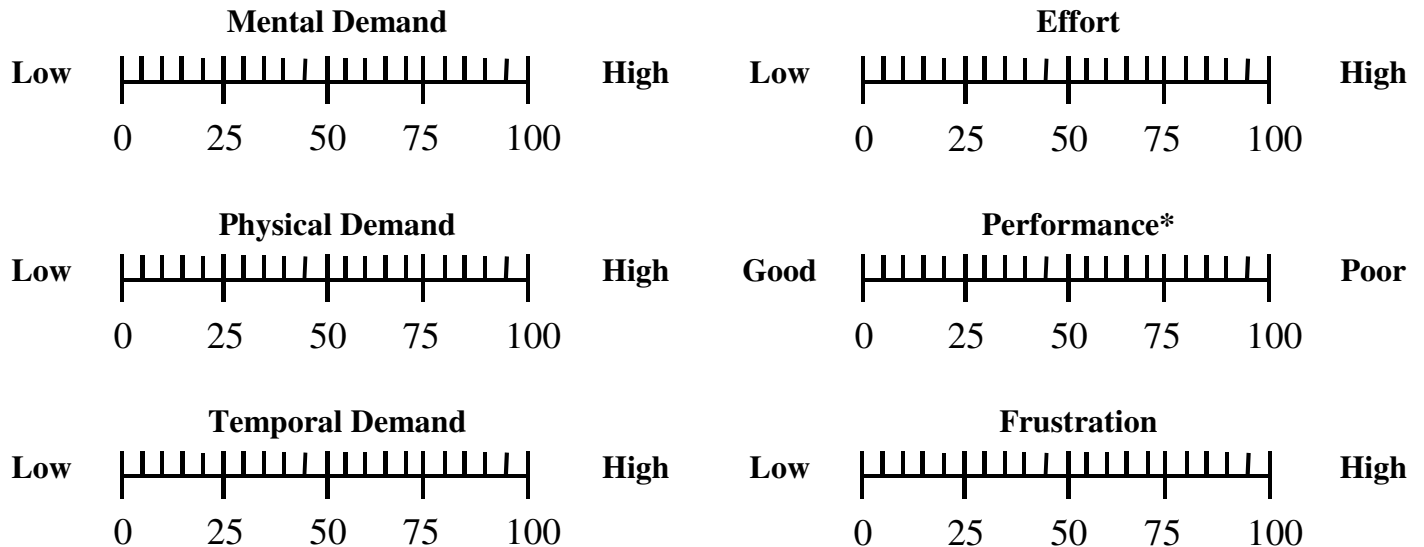 Mental Demand
Low High
0 25 50 75 100
Effort
Low High
0 25 50 75 100
Physical Demand
Low High
0 25 50 75 100
Performance*
Good Poor
0 25 50 75 100
Temporal Demand
Low High
0 25 50 75 100
Frustration
Low High
0 25 50 75 100